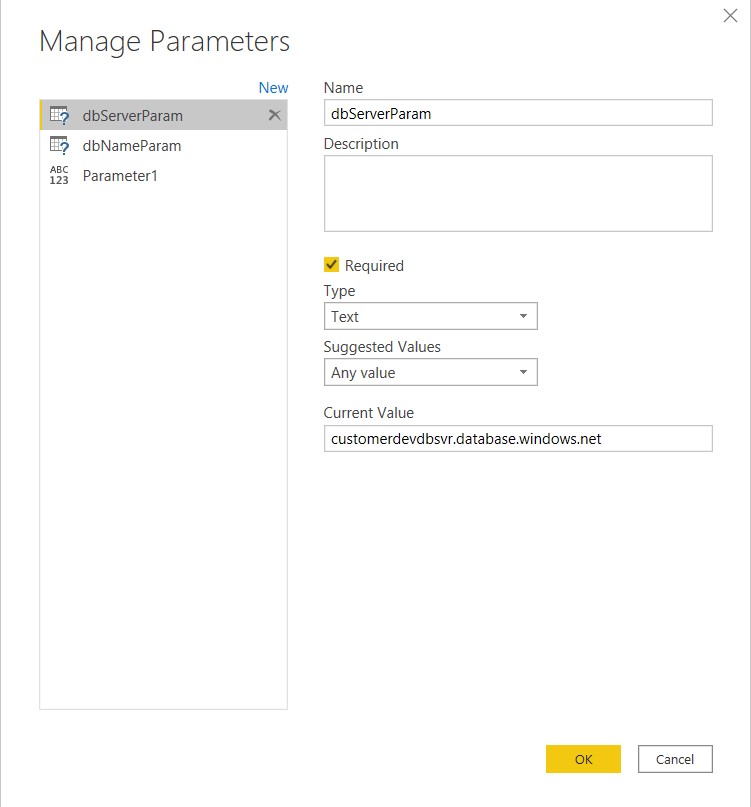 Manage Parameters
New
dbServerParam
dbNameParam
ABC
123
Parameter1
Name
dbServerParam
Description
Required
Type
Text
Suggested Values
Any value
Current Value
customerdevdbsvr.database.windows.net
OK
Cancel